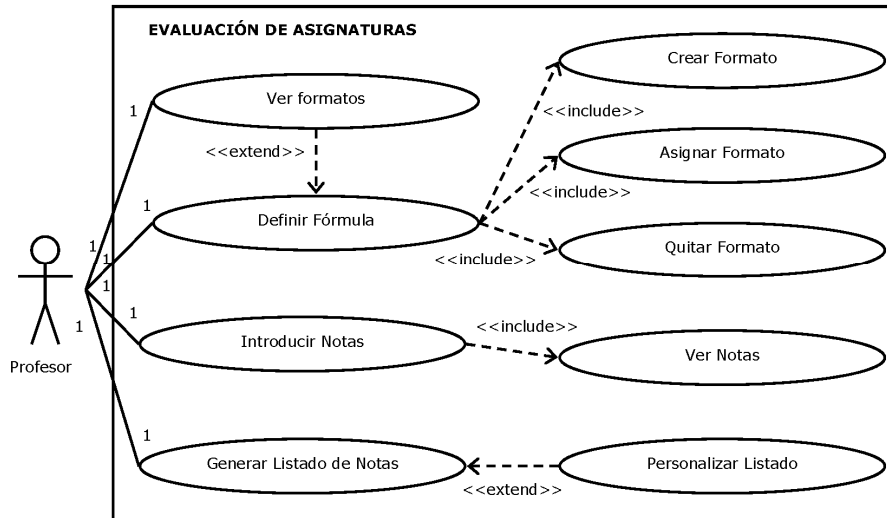 EVALUACIÓN DE ASIGNATURAS
Crear Formato
Ver formatos
1
<<include>>
<<extend>>
Asignar Formato
<<include>>
1
Definir Fórmula
Quitar Formato
<<include>>
1
1
1
1
1
Introducir Notas
<<include>>
Ver Notas
Profesor
1
Generar Listado de Notas
Personalizar Listado
<<extend>>